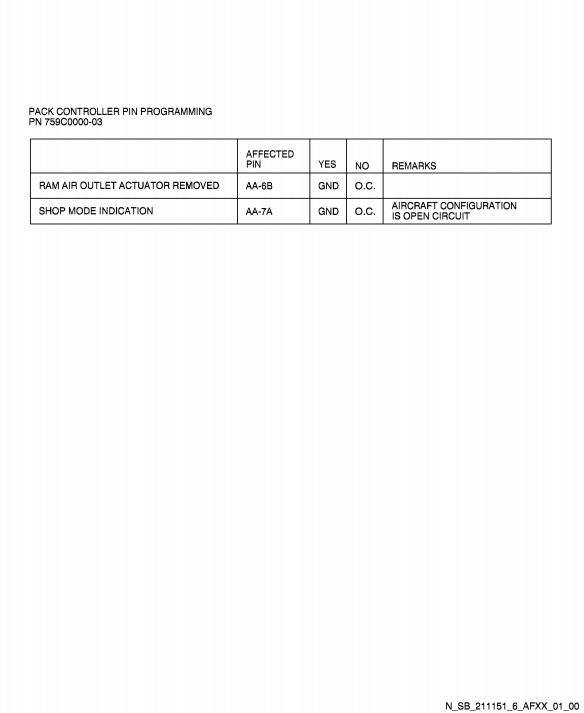 PACK CONTROLLER PIN PROGRAMMING
PN 759C0000-03
AFFECTED
PIN YES NO REMARKS
RAM AIR OUTLET ACTUATOR REMOVED AA-6B GND O.C.
SHOP MODE INDICATION AA-7A GND O.C. AIRCRAFT CONFIGURATION
IS OPEN CIRCUIT
N_SB_211151_6_AFXX_01_00